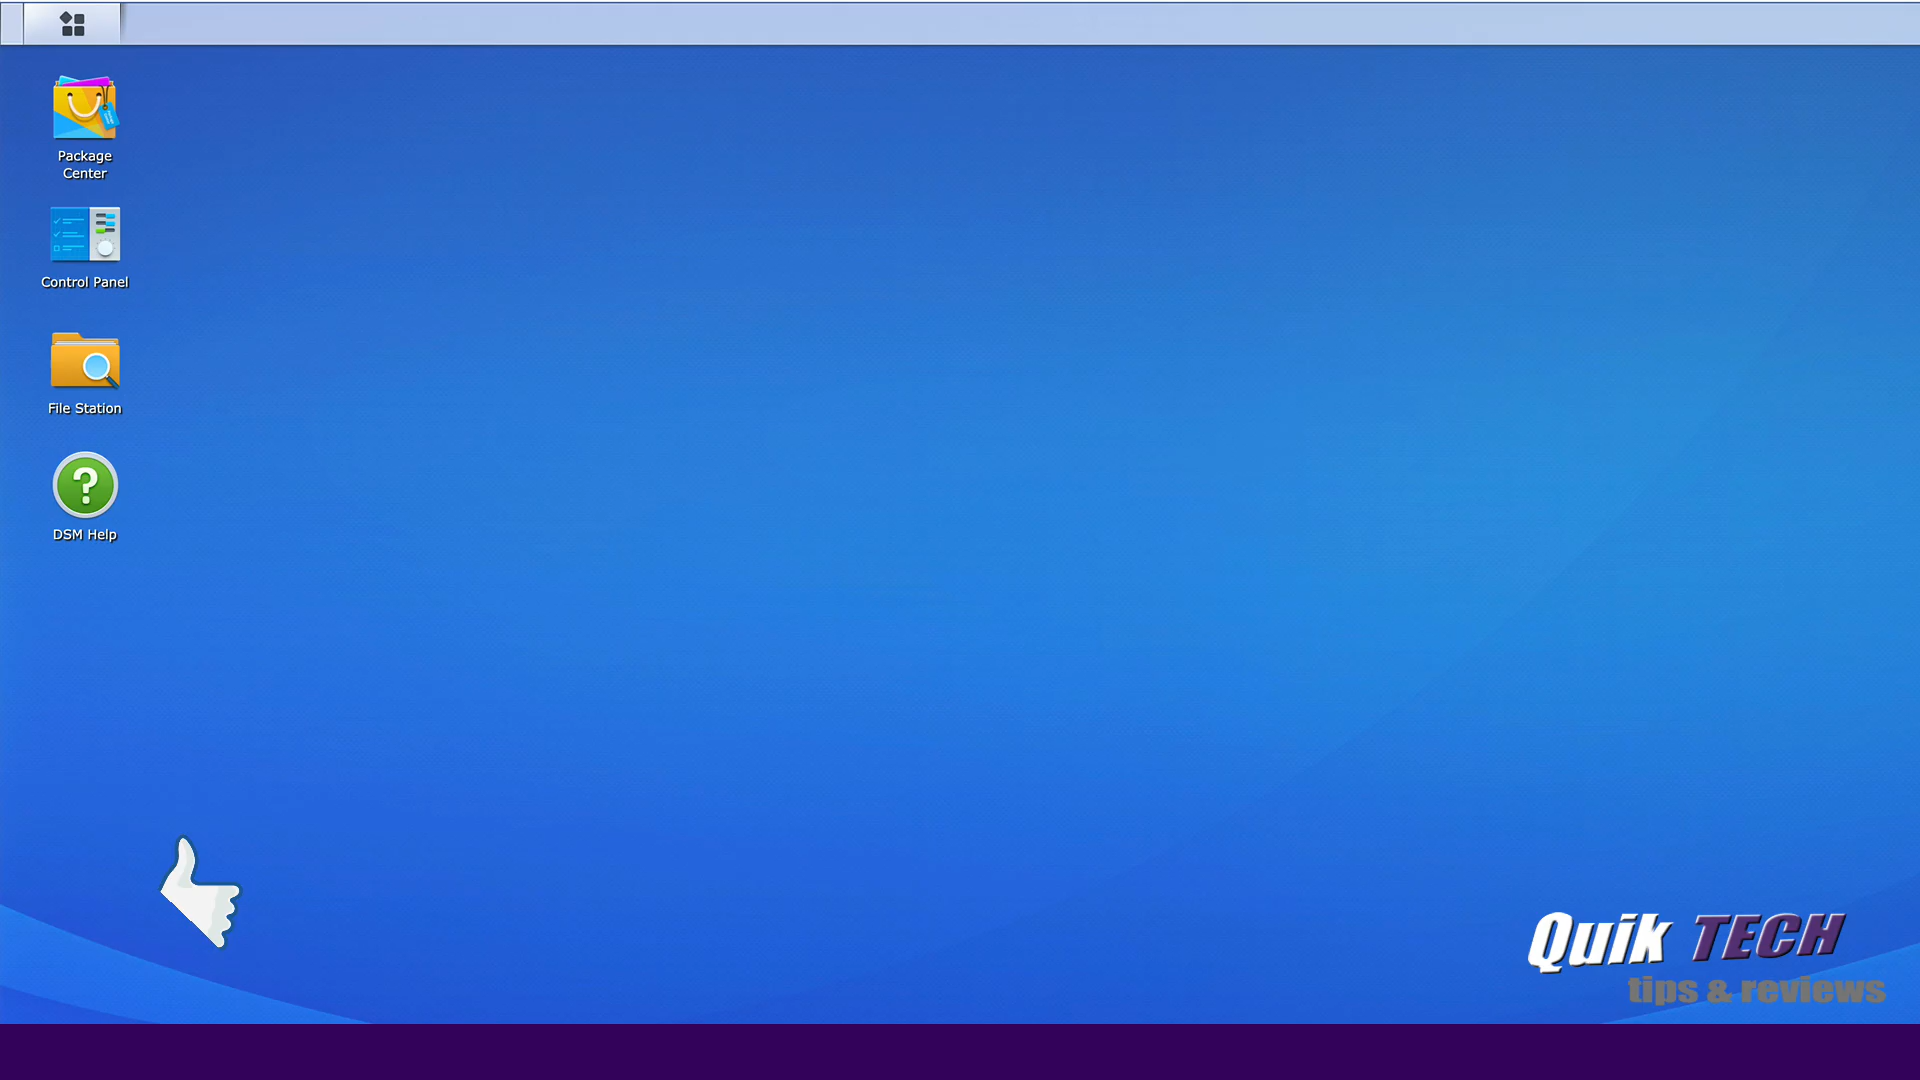 Package
Center
Control Panel
File Station
DSM Help
Quik TECH
tips & reviews